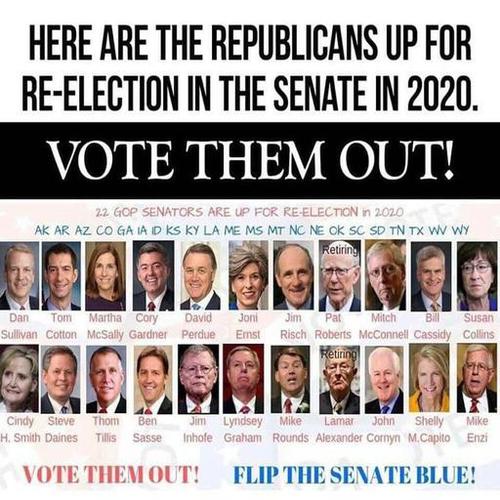 HERE ARE THE REPUBLICANS UP FOR
RE-ELECTION IN THE SENATE IN 2020.
VOTE THEM OUT!
22 GOP SENATORS ARE UP FOR RE-ELECTION in 2020
AK AR AZ CO GA IA ID KS KY LA ME MS MT NC NE OK SC SD TN TX WV WY
Retiring
Dan Tom Martha Cory David Joni Jim Pat Mitch Bill Susan
Sullivan Cotton McSally Gardner Perdue Ernst Risch Roberts McConnell Cassidy Collins
Retiring
Cindy Steve Thom Ben Jim Lyndsey Mike Lamar John Shelly Mike
H. Smith Daines Tillis Sasse Inhofe Graham Rounds Alexander Cornyn M.Capito Enzi
VOTE THEM OUT! FLIP THE SENATE BLUE!